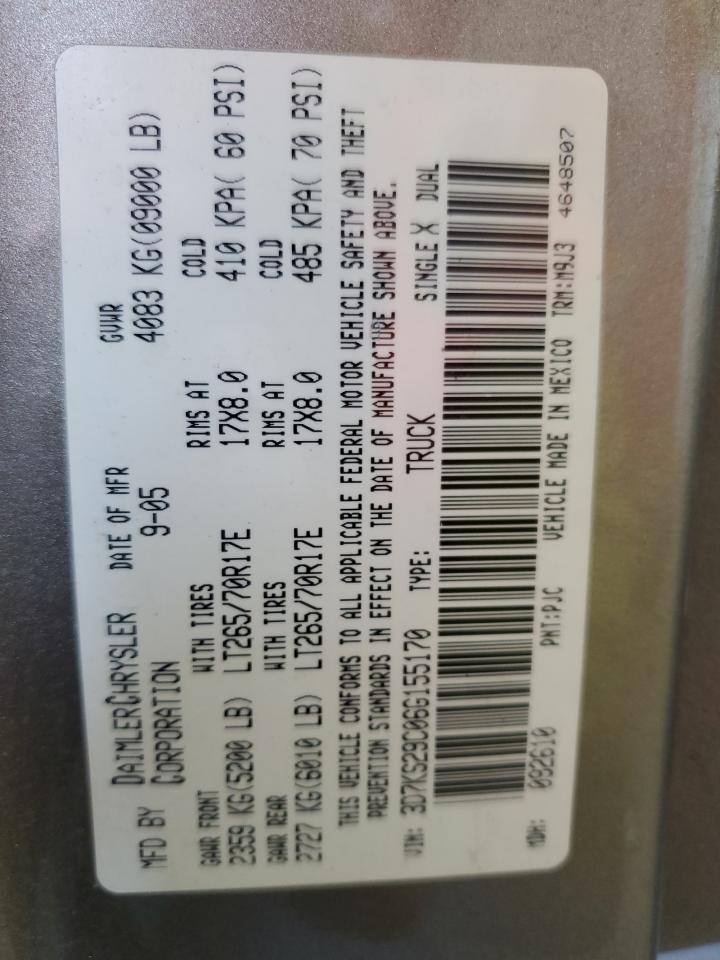 MFD BY DAIMLERCHRYSLER CORPORATION DATE OF MFR 9-05 GVWR 4083 KG(09000 LB)
GAWR FRONT WITH TIRES RIMS AT COLD
2359 KG(5200 LB) LT265/70R17E 17X8.0 410 KPA( 60 PSI)
GAWR REAR WITH TIRES RIMS AT COLD
2727 KG(6010 LB) LT265/70R17E 17X8.0 485 KPA( 70 PSI)
THIS VEHICLE CONFORMS TO ALL APPLICABLE FEDERAL MOTOR VEHICLE SAFETY AND THEFT
PREVENTION STANDARDS IN EFFECT ON THE DATE OF MANUFACTURE SHOWN ABOVE.
VIN: 3D7KS29C06G155170 TYPE: TRUCK SINGLE X DUAL
MDH: 092610 PNT:PJC VEHICLE MADE IN MEXICO TRM:M9J3 4648507